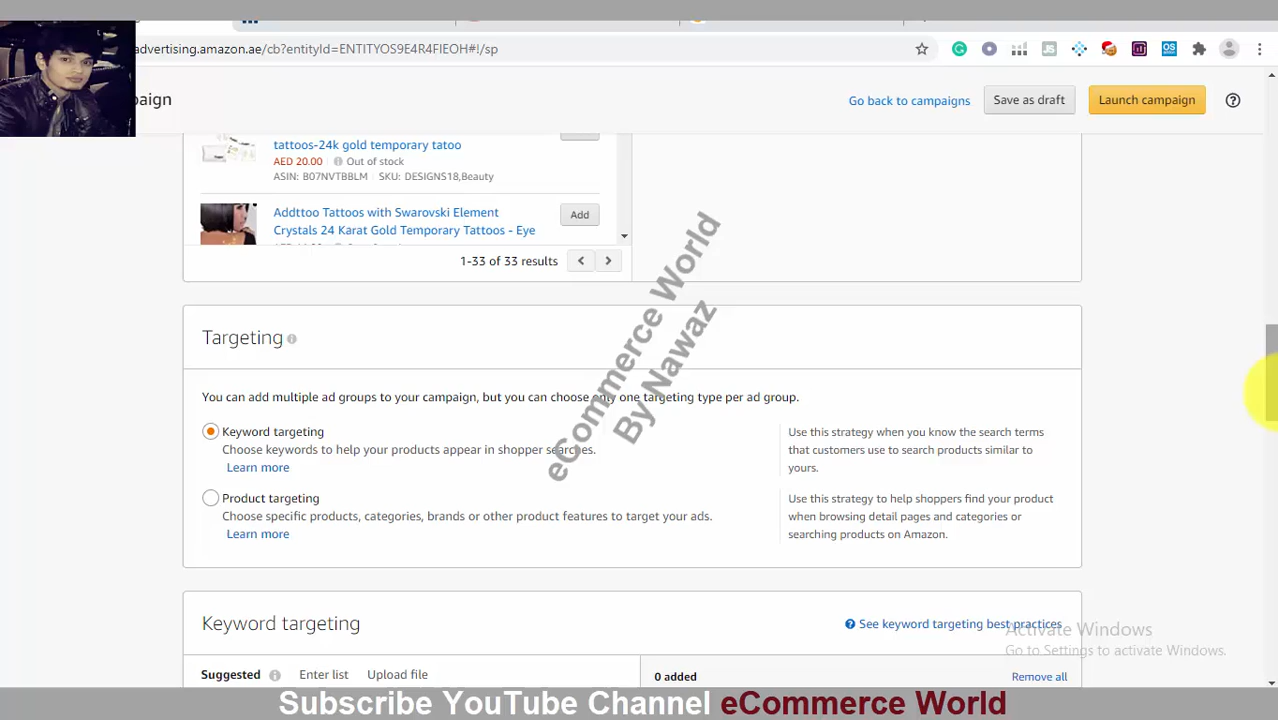 advertising.amazon.ae/cb?entityId=ENTITYOS9E4R4FIEOH#!/sp
paign
Go back to campaigns
Save as draft
Launch campaign
tattoos-24k gold temporary tatoo
AED 20.00 Out of stock
ASIN: B07NVTBBLM SKU: DESIGNS18,Beauty
Addttoo Tattoos with Swarovski Element
Crystals 24 Karat Gold Temporary Tattoos - Eye
Add
1-33 of 33 results
eCommerce World
By Nawaz
Targeting
You can add multiple ad groups to your campaign, but you can choose only one targeting type per ad group.
Keyword targeting
Choose keywords to help your products appear in shopper searches.
Learn more
Use this strategy when you know the search terms
that customers use to search products similar to
yours.
Product targeting
Choose specific products, categories, brands or other product features to target your ads.
Learn more
Use this strategy to help shoppers find your product
when browsing detail pages and categories or
searching products on Amazon.
Keyword targeting
See keyword targeting best practices
Activate Windows
Go to Settings to activate Windows.
Suggested Enter list Upload file
0 added
Remove all
Subscribe YouTube Channel eCommerce World